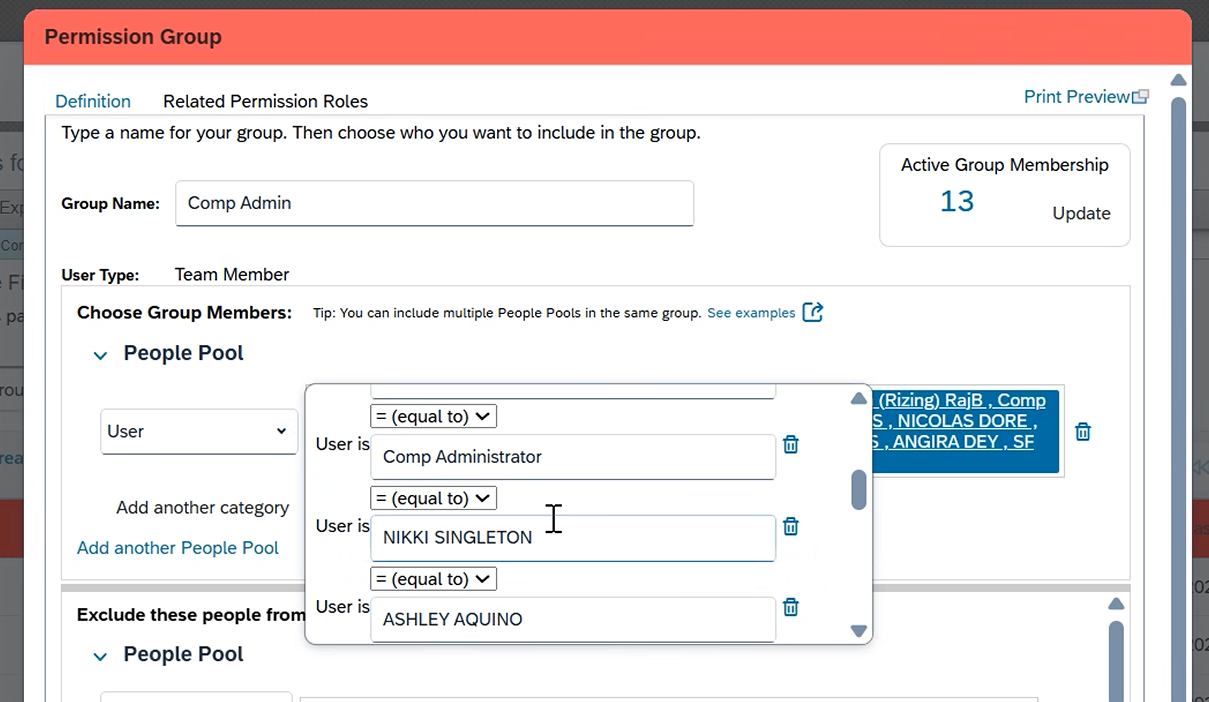 Permission Group
Definition
Related Permission Roles
Print Preview
Type a name for your group. Then choose who you want to include in the group.
Active Group Membership
13
Update
Group Name:
Comp Admin
User Type:
Team Member
Choose Group Members:
Tip: You can include multiple People Pools in the same group.
See examples
People Pool
User
= (equal to)
User is
Comp Administrator
= (equal to)
User is
NIKKI SINGLETON
= (equal to)
User is
ASHLEY AQUINO
(Rizing) RajB , Comp
S , NICOLAS DORE ,
S , ANGIRA DEY , SF
Add another category
Add another People Pool
Exclude these people from
People Pool